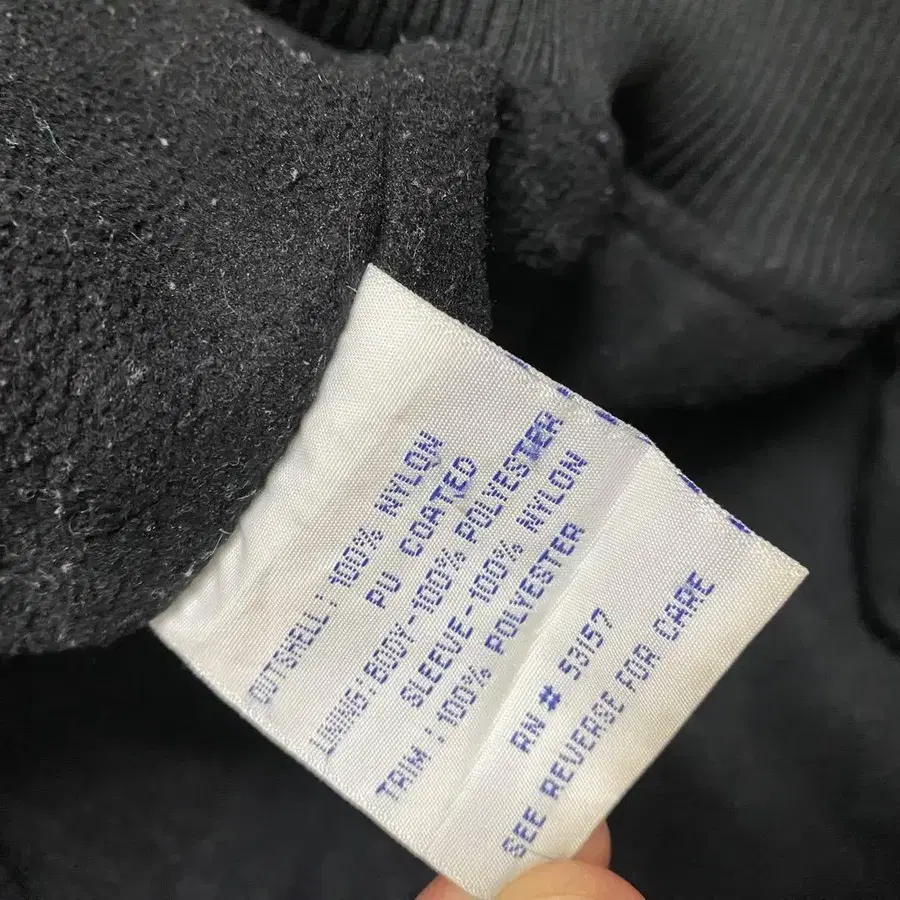 OUTSHELL : 100% NYLON
PU COATED
LINING : BODY-100% POLYESTER
SLEEVE-100% NYLON
TRIM : 100% POLYESTER
RN # 53157
SEE REVERSE FOR CARE